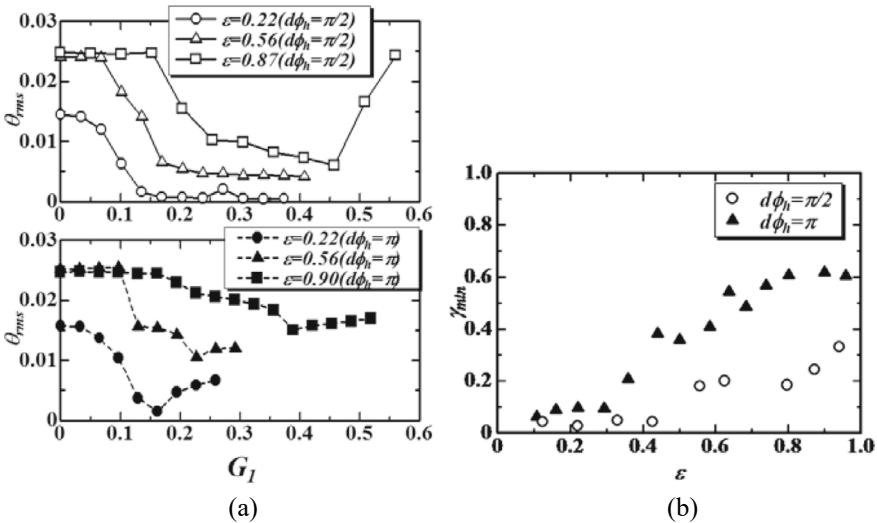 0.03
0.02
0.01
0
θrms
ε=0.22(dϕh=π/2)
ε=0.56(dϕh=π/2)
ε=0.87(dϕh=π/2)
0 0.1 0.2 0.3 0.4 0.5 0.6
0.03
0.02
0.01
0
θrms
ε=0.22(dϕh=π)
ε=0.56(dϕh=π)
ε=0.90(dϕh=π)
0 0.1 0.2 0.3 0.4 0.5 0.6
G1
(a)
1.0
0.8
0.6
0.4
0.2
0
γmin
dϕh=π/2
dϕh=π
0 0.2 0.4 0.6 0.8 1.0
ε
(b)